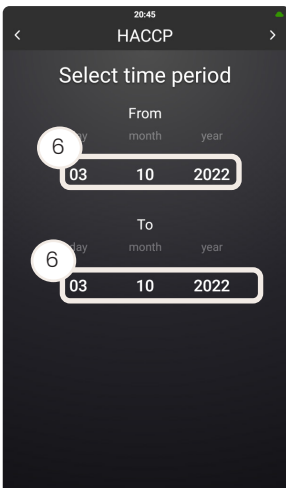 20:45
< HACCP >
Select time period
From
6
day month year
03 10 2022
To
6
day month year
03 10 2022